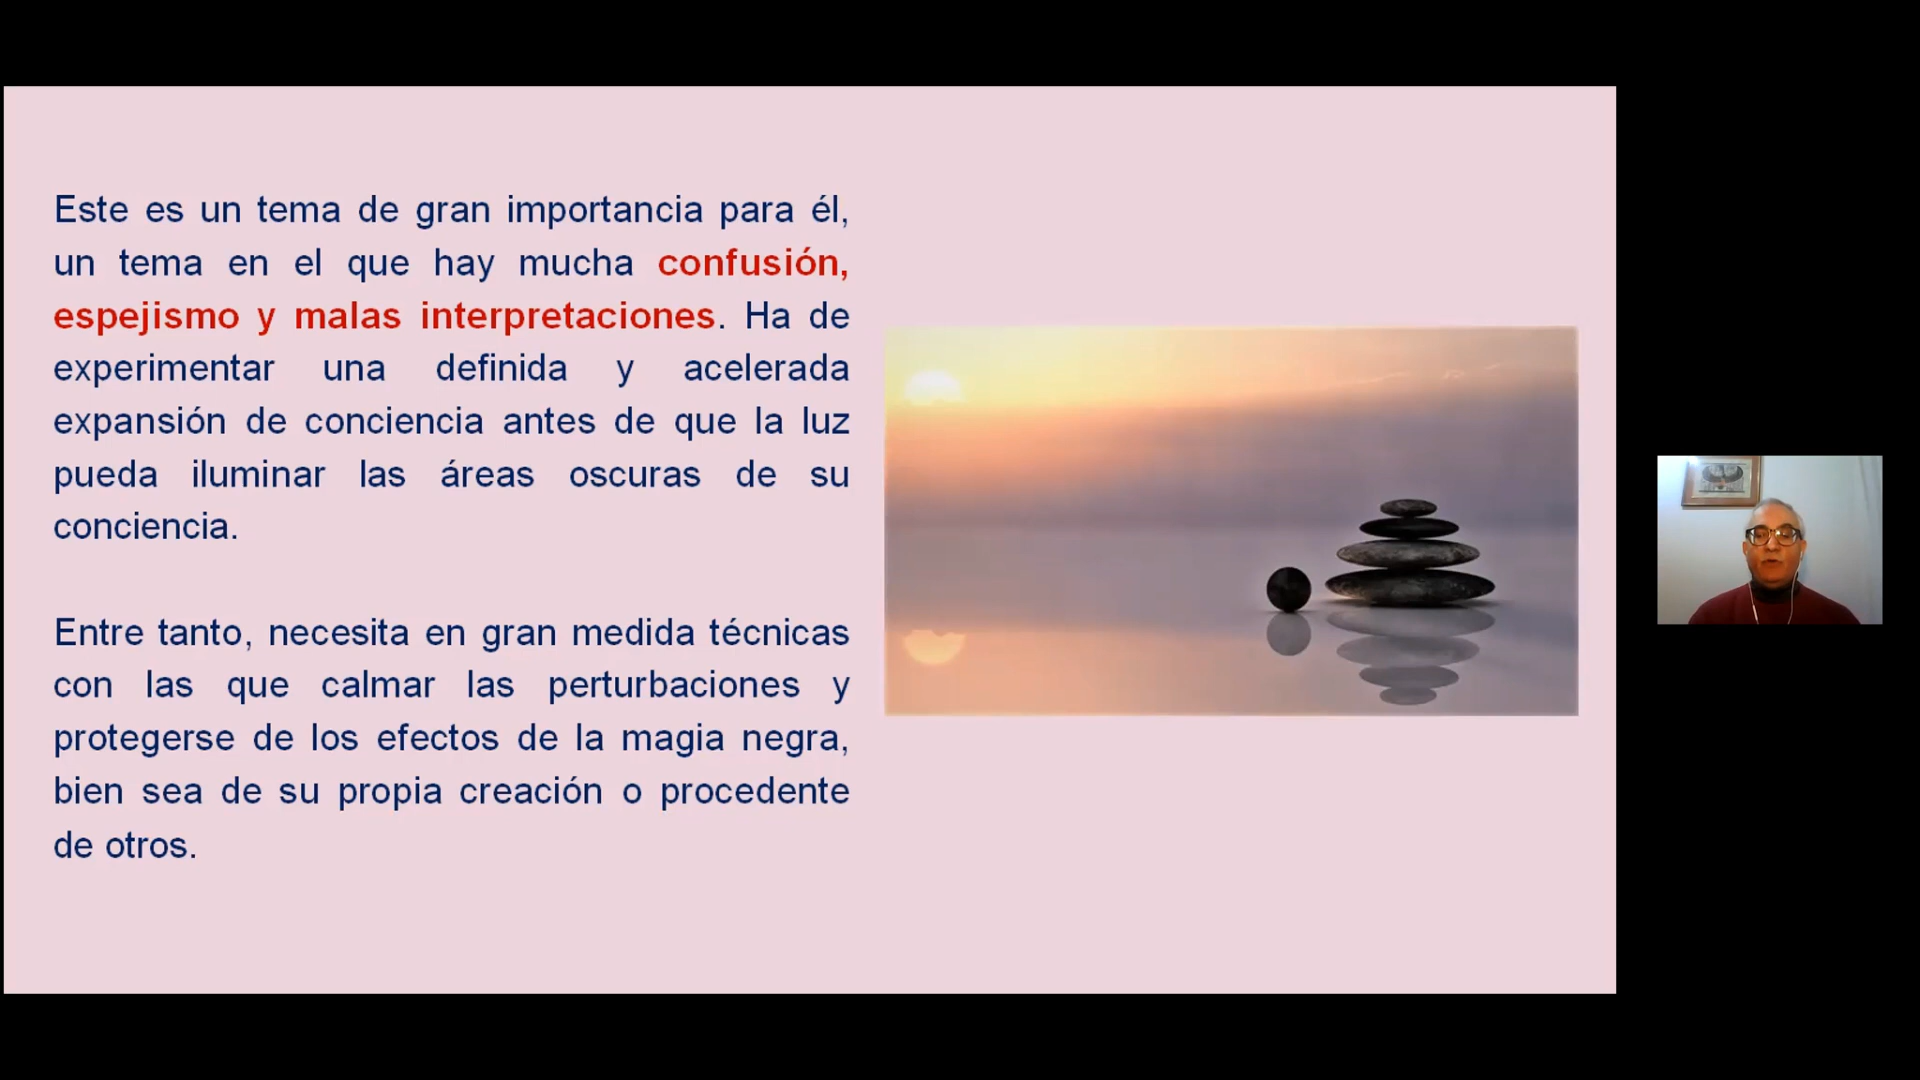 Este es un tema de gran importancia para él,
un tema en el que hay mucha confusión,
espejismo y malas interpretaciones. Ha de
experimentar una definida y acelerada
expansión de conciencia antes de que la luz
pueda iluminar las áreas oscuras de su
conciencia.
Entre tanto, necesita en gran medida técnicas
con las que calmar las perturbaciones y
protegerse de los efectos de la magia negra,
bien sea de su propia creación o procedente
de otros.